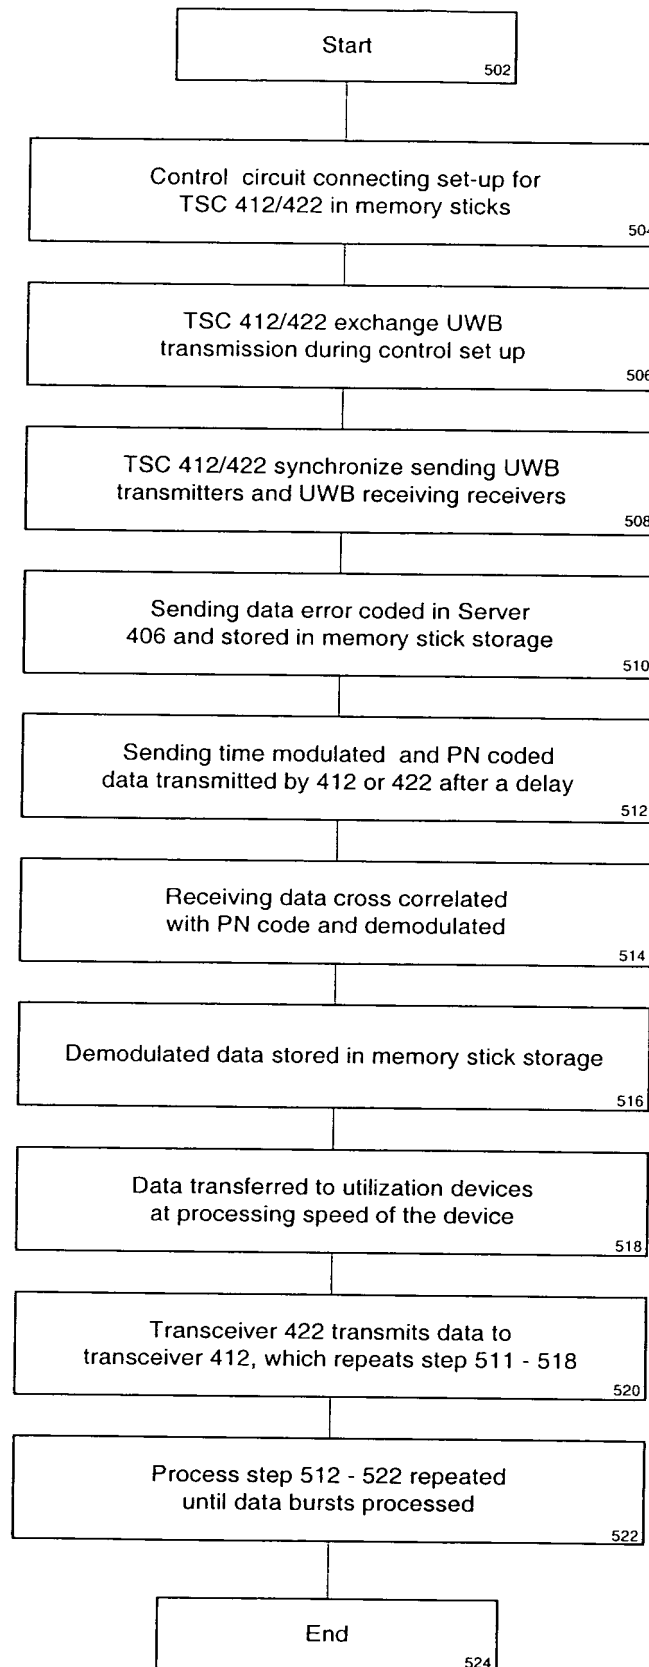 Start
502
Control circuit connecting set-up for
TSC 412/422 in memory sticks
504
TSC 412/422 exchange UWB
transmission during control set up
506
TSC 412/422 synchronize sending UWB
transmitters and UWB receiving receivers
508
Sending data error coded in Server
406 and stored in memory stick storage
510
Sending time modulated and PN coded
data transmitted by 412 or 422 after a delay
512
Receiving data cross correlated
with PN code and demodulated
514
Demodulated data stored in memory stick storage
516
Data transferred to utilization devices
at processing speed of the device
518
Transceiver 422 transmits data to
transceiver 412, which repeats step 511 - 518
520
Process step 512 - 522 repeated
until data bursts processed
522
End
524